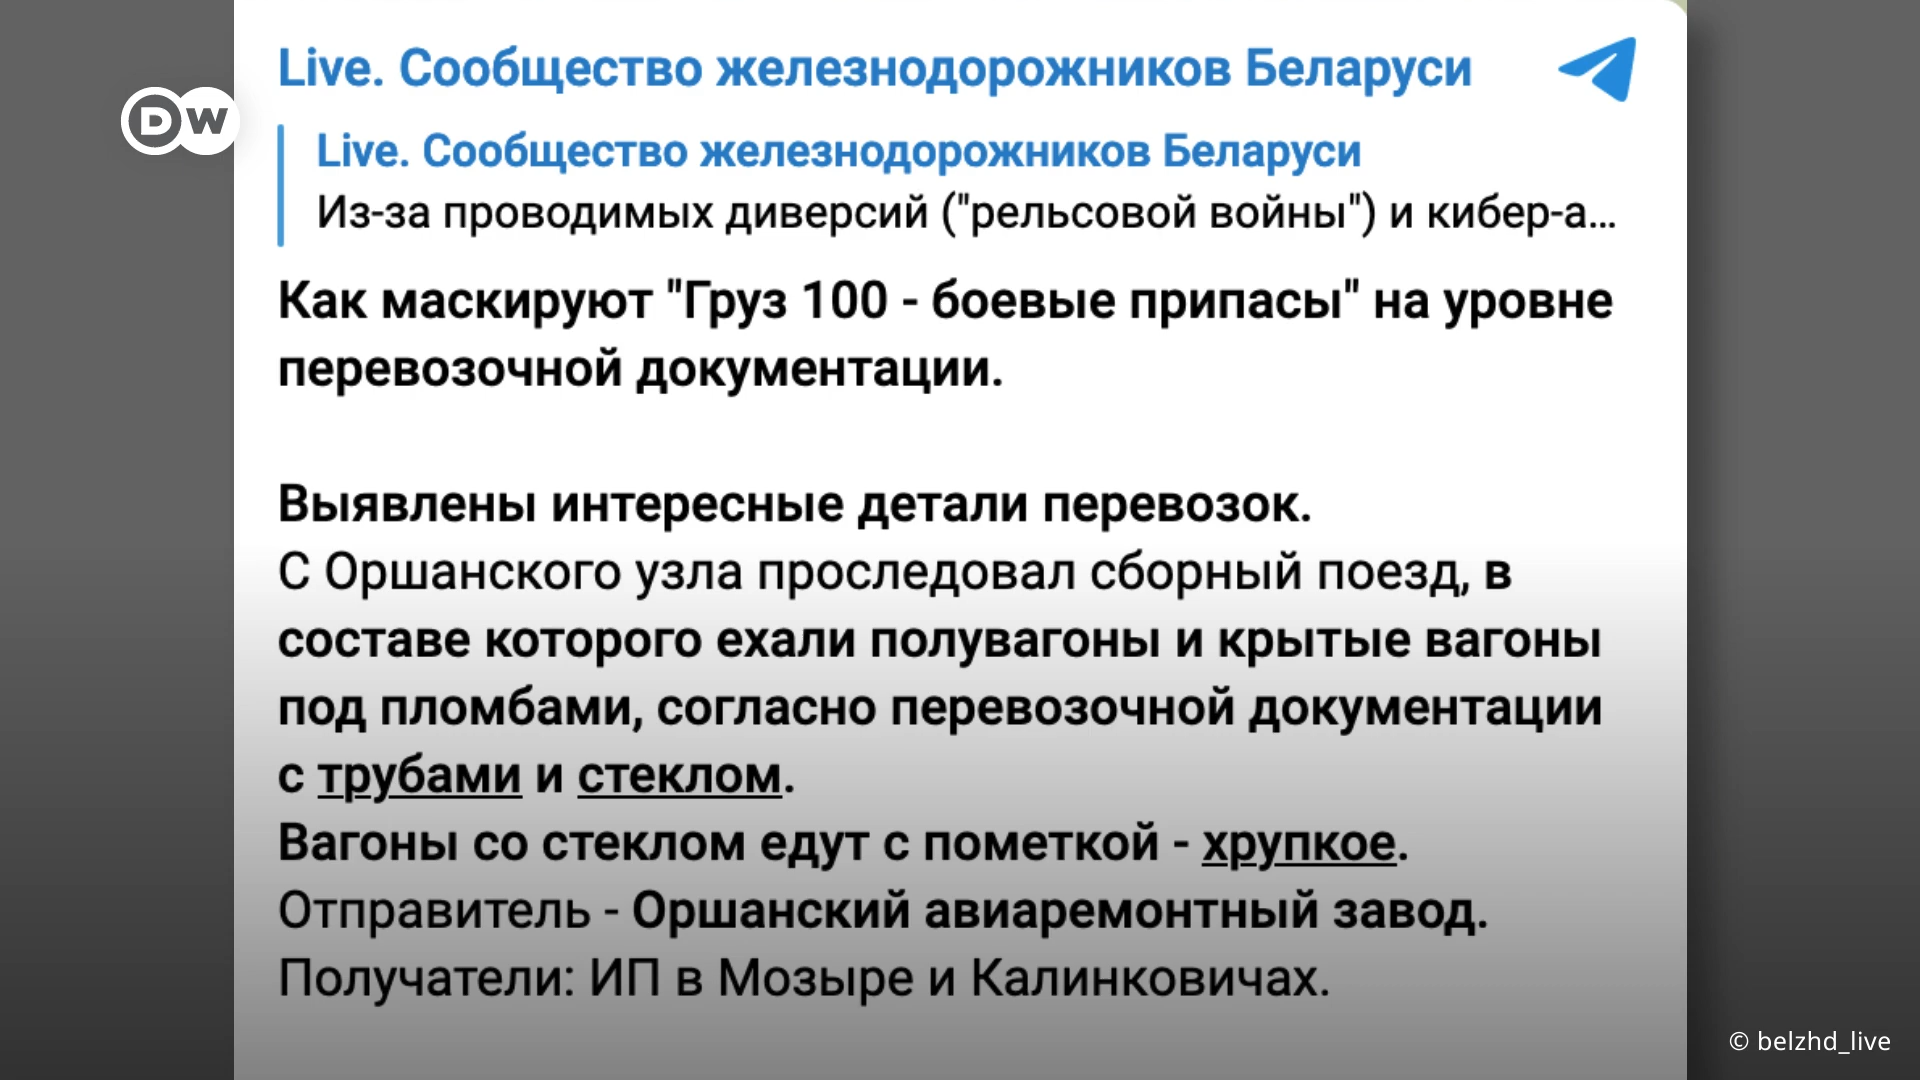 Live. Сообщество железнодорожников Беларуси
DW
Live. Сообщество железнодорожников Беларуси
Из-за проводимых диверсий ("рельсовой войны") и кибер-а...
Как маскируют "Груз 100 - боевые припасы" на уровне
перевозочной документации.
Выявлены интересные детали перевозок.
С Оршанского узла проследовал сборный поезд, в
составе которого ехали полувагоны и крытые вагоны
под пломбами, согласно перевозочной документации
с трубами и стеклом.
Вагоны со стеклом едут с пометкой - хрупкое.
Отправитель - Оршанский авиаремонтный завод.
Получатели: ИП в Мозыре и Калинковичах.
© belzhd_live